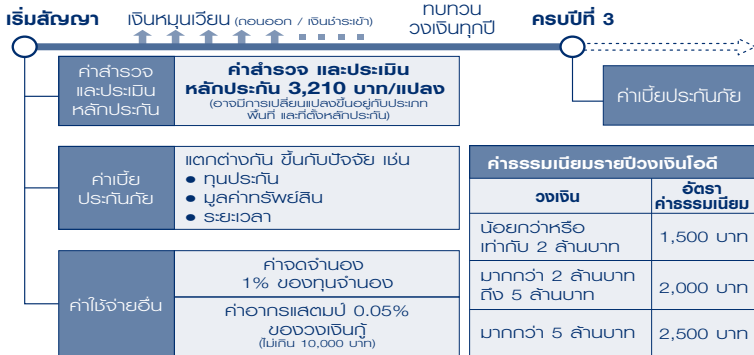 เริ่มสัญญา
เงินหมุนเวียน (ถอนออก / เงินชำระเข้า)
ทบทวน
วงเงินทุกปี
ครบปีที่ 3
ค่าสำรวจ
และประเมิน
หลักประกัน
ค่าสำรวจ และประเมิน
หลักประกัน 3,210 บาท/แปลง
(อาจมีการเปลี่ยนแปลงขึ้นอยู่กับประเภท
พื้นที่ และที่ตั้งหลักประกัน)
ค่าเบี้ยประกันภัย
ค่าเบี้ย
ประกันภัย
แตกต่างกัน ขึ้นกับปัจจัย เช่น
● ทุนประกัน
● มูลค่าทรัพย์สิน
● ระยะเวลา
ค่าใช้จ่ายอื่น
ค่าจดจำนอง
1% ของทุนจำนอง
ค่าอากรแสตมป์ 0.05%
ของวงเงินกู้
(ไม่เกิน 10,000 บาท)
ค่าธรรมเนียมรายปีวงเงินโอดี
วงเงิน
อัตรา
ค่าธรรมเนียม
น้อยกว่าหรือ
เท่ากับ 2 ล้านบาท
1,500 บาท
มากกว่า 2 ล้านบาท
ถึง 5 ล้านบาท
2,000 บาท
มากกว่า 5 ล้านบาท
2,500 บาท